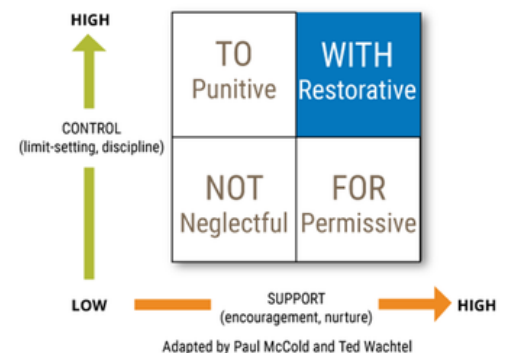 HIGH
TO
Punitive
WITH
Restorative
CONTROL
(limit-setting, discipline)
NOT
Neglectful
FOR
Permissive
LOW
SUPPORT
(encouragement, nurture)
HIGH
Adapted by Paul McCold and Ted Wachtel